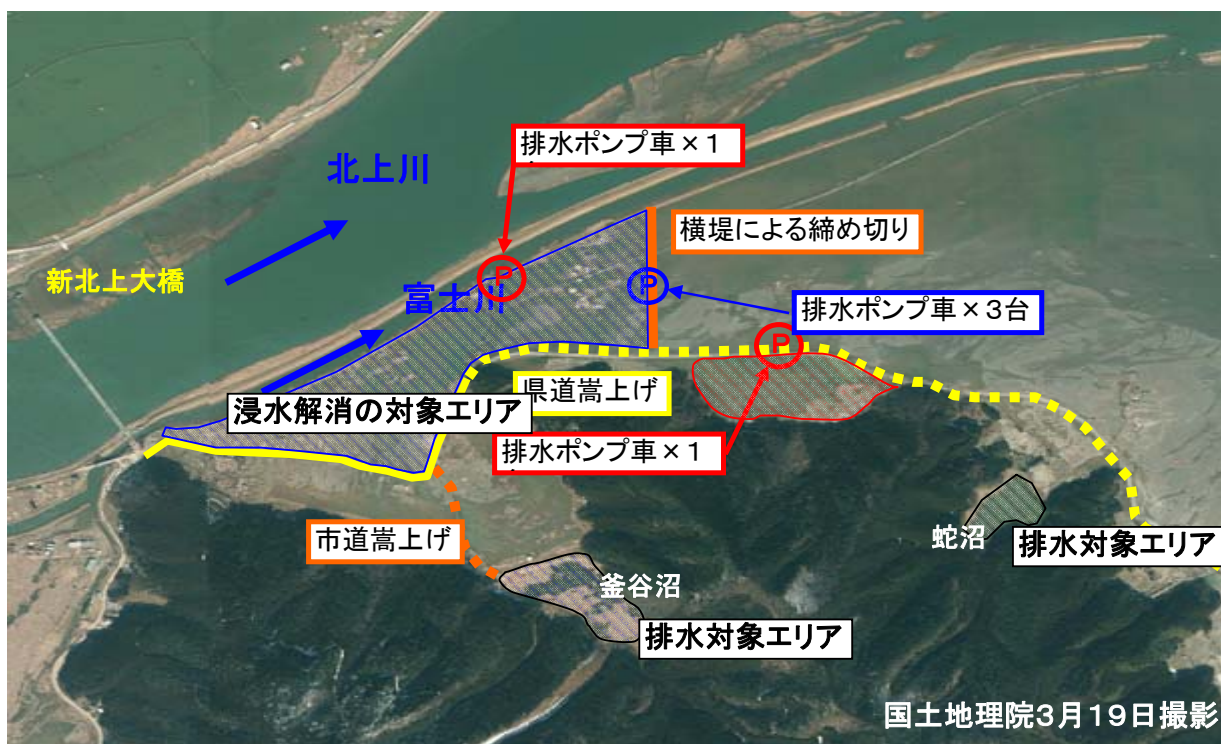 排水ポンプ車×1
北上川
横堤による締め切り
新北上大橋
P
富士川
P
排水ポンプ車×3台
P
県道嵩上げ
浸水解消の対象エリア
排水ポンプ車×1
市道嵩上げ
蛇沼
排水対象エリア
釜谷沼
排水対象エリア
国土地理院3月19日撮影